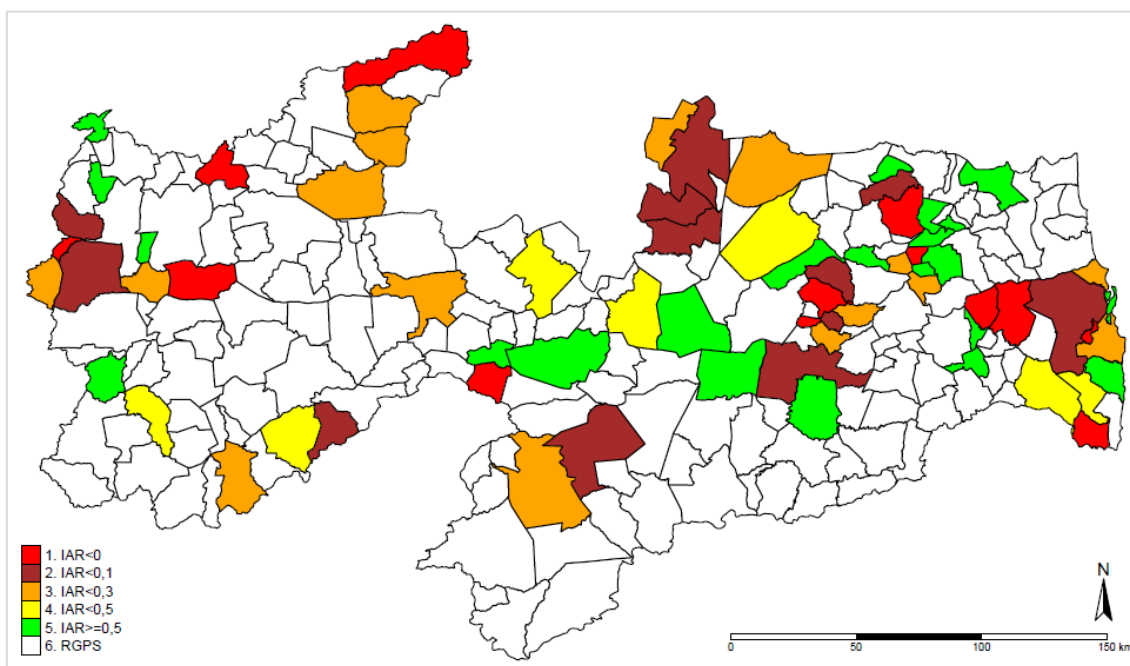 1. IAR<0
2. IAR<0,1
3. IAR<0,3
4. IAR<0,5
5. IAR>=0,5
6. RGPS
N
0 50 100 150 km